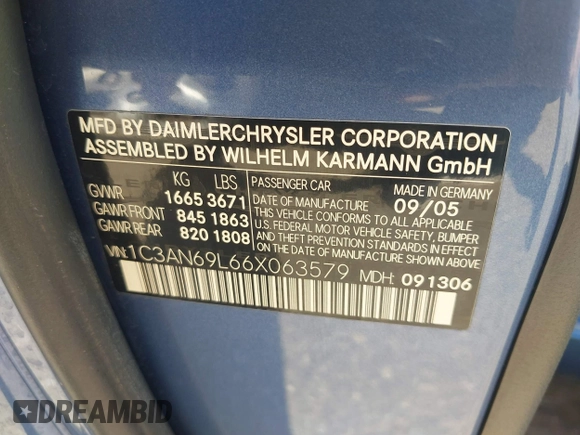 MFD BY DAIMLERCHRYSLER CORPORATION
ASSEMBLED BY WILHELM KARMANN GmbH
KG LBS
GVWR 1665 3671
GAWR FRONT 845 1863
GAWR REAR 820 1808
PASSENGER CAR MADE IN GERMANY
DATE OF MANUFACTURE 09/05
THIS VEHICLE CONFORMS TO ALL APPLICABLE
U.S. FEDERAL MOTOR VEHICLE SAFETY, BUMPER
AND THEFT PREVENTION STANDARDS IN EFFECT
ON THE DATE OF MANUFACTURE SHOWN ABOVE
VIN: 1C3AN69L66X063579 MDH: 091306
DREAMBID